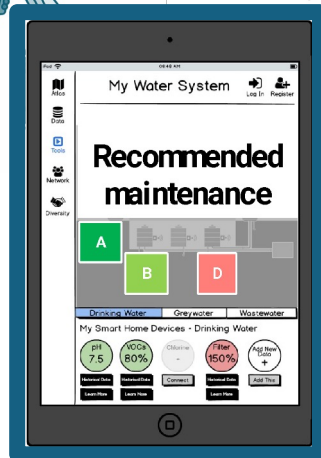 iPad
08:45 AM
My Water System
Log In
Register
Atlas
Data
Tools
Network
Diversity
Recommended
maintenance
A
B
D
Drinking Water
Greywater
Wastewater
My Smart Home Devices - Drinking Water
pH
7.5
VOCs
80%
Chlorine
-
Filter
150%
Add New
Data
+
Historical Data
Historical Data
Connect
Historical Data
Add This
Learn More
Learn More
Learn More